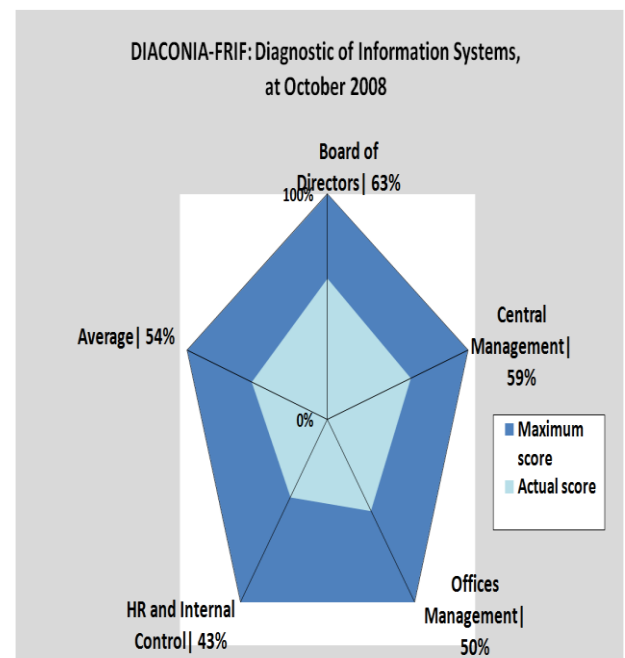 DIACONIA-FRIF: Diagnostic of Information Systems,
at October 2008
Board of
Directors| 63%
100%
Central
Management|
59%
Average| 54%
0%
Maximum
score
Actual score
Offices
Management|
50%
HR and Internal
Control| 43%